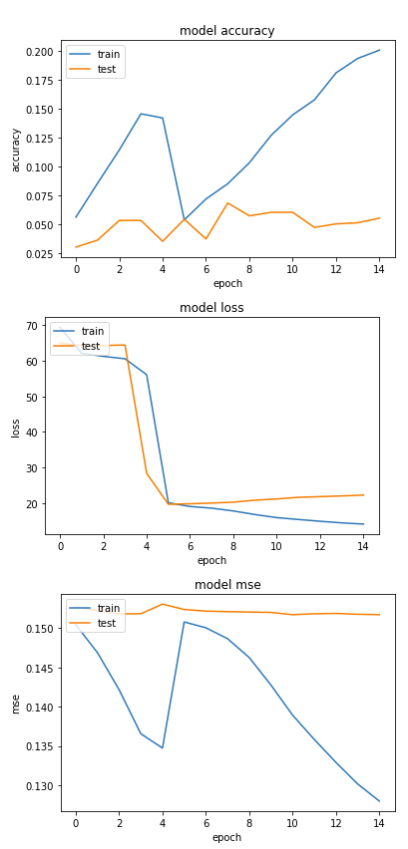 model accuracy
train
test
0.200
0.175
0.150
0.125
0.100
0.075
0.050
0.025
accuracy
0 2 4 6 8 10 12 14
epoch
model loss
train
test
70
60
50
40
30
20
loss
0 2 4 6 8 10 12 14
epoch
model mse
train
test
0.150
0.145
0.140
0.135
0.130
mse
0 2 4 6 8 10 12 14
epoch